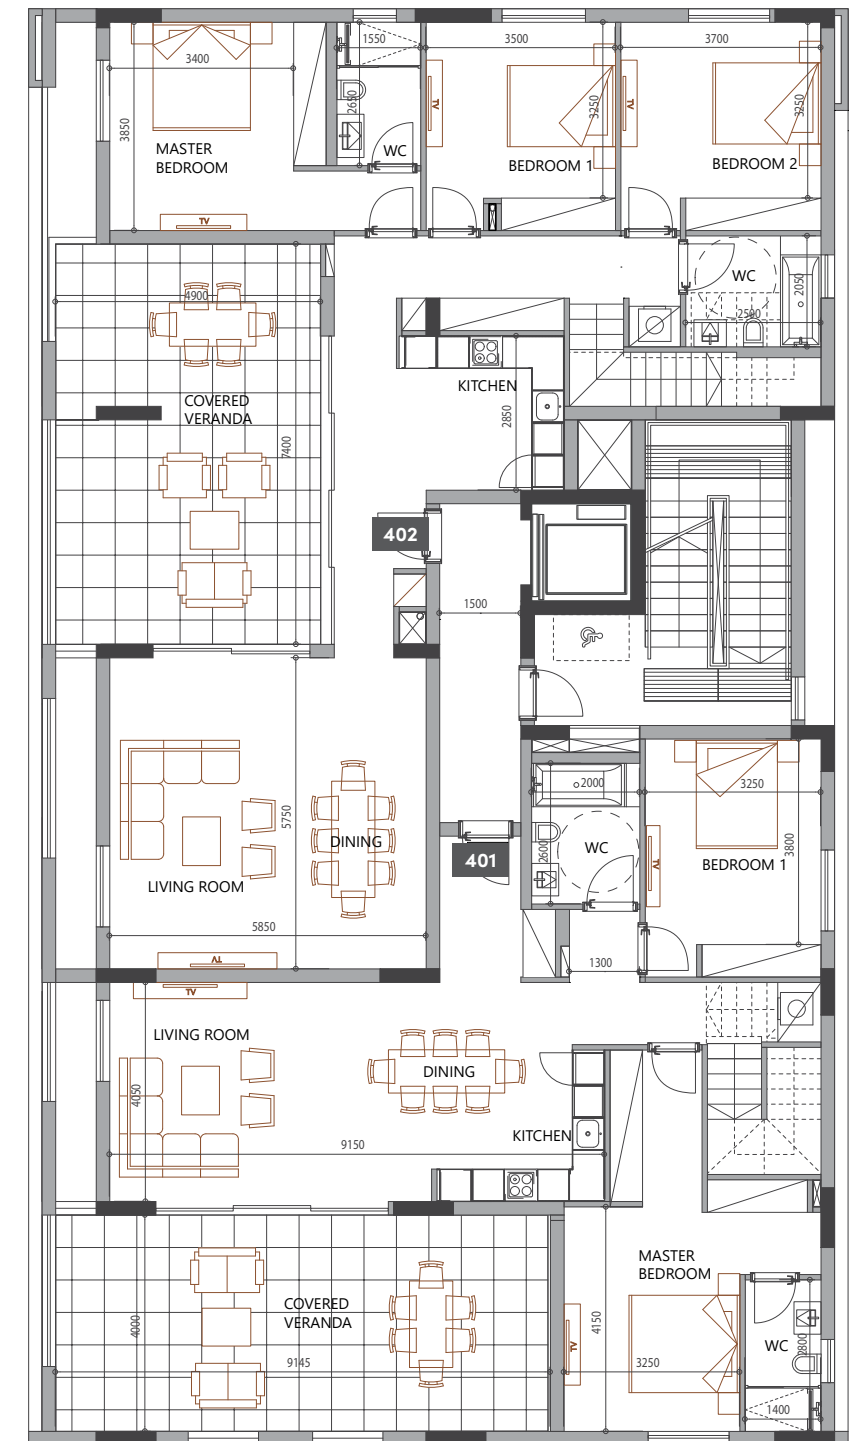 1550
3500
3700
3400
2650
TV
3250
TV
3250
3850
MASTER
BEDROOM
WC
BEDROOM 1
BEDROOM 2
TV
WC
2050
4900
2500
KITCHEN
COVERED
VERANDA
2850
7400
402
1500
2000
3250
5750
DINING
2600
WC
3800
401
TV
BEDROOM 1
LIVING ROOM
5850
TV
1300
TV
LIVING ROOM
DINING
4050
KITCHEN
9150
MASTER
BEDROOM
COVERED
VERANDA
4000
4150
TV
WC
2800
9145
3250
1400